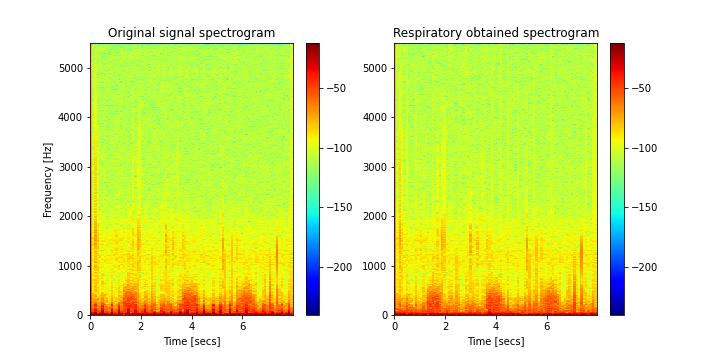 Original signal spectrogram
Respiratory obtained spectrogram
5000
4000
3000
2000
1000
0
Frequency [Hz]
0 2 4 6
Time [secs]
−50
−100
−150
−200
5000
4000
3000
2000
1000
0
0 2 4 6
Time [secs]
−50
−100
−150
−200